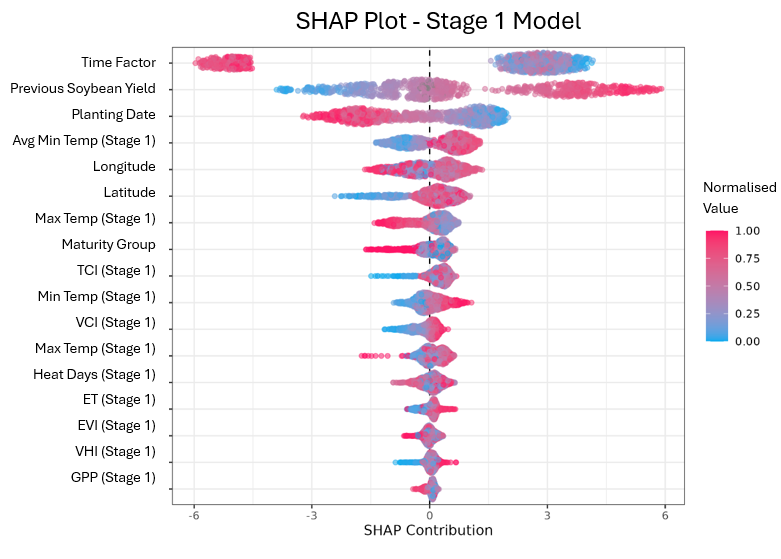 SHAP Plot - Stage 1 Model
Time Factor
Previous Soybean Yield
Planting Date
Avg Min Temp (Stage 1)
Longitude
Latitude
Max Temp (Stage 1)
Maturity Group
TCI (Stage 1)
Min Temp (Stage 1)
VCI (Stage 1)
Max Temp (Stage 1)
Heat Days (Stage 1)
ET (Stage 1)
EVI (Stage 1)
VHI (Stage 1)
GPP (Stage 1)
-6 -3 0 3 6
SHAP Contribution
Normalised
Value
1.00
0.75
0.50
0.25
0.00